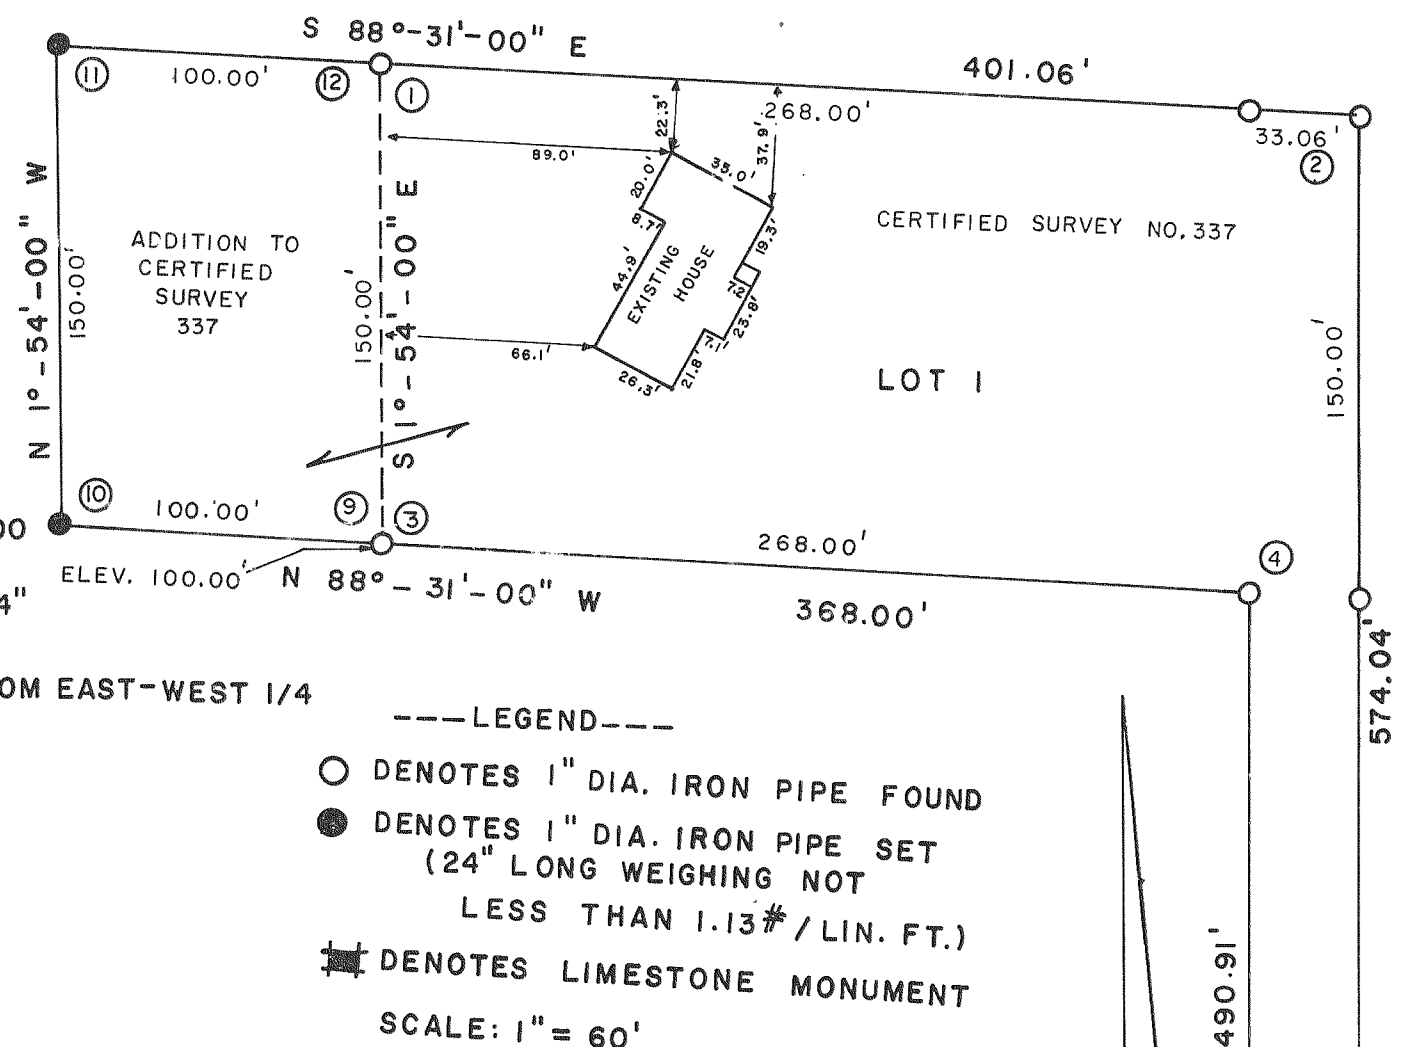 S 88°-31'-00" E
401.06'
11
100.00'
12
1
22.3'
268.00'
33.06'
2
37.9'
35.0'
89.0'
20.0'
8.7'
19.3'
CERTIFIED SURVEY NO. 337
N 1°-54'-00" W
150.00'
ADDITION TO
CERTIFIED
SURVEY
337
150.00'
S 1°-54'-00" E
44.9'
EXISTING
HOUSE
7.2'
23.8'
7.1'
21.8'
66.1'
26.3'
LOT 1
150.00'
10
100.00'
9
3
268.00'
4
00
ELEV. 100.00'
N 88°-31'-00" W
368.00'
4"
574.04'
OM EAST-WEST 1/4
---LEGEND---
DENOTES 1" DIA. IRON PIPE FOUND
DENOTES 1" DIA. IRON PIPE SET
(24" LONG WEIGHING NOT
LESS THAN 1.13#/LIN. FT.)
DENOTES LIMESTONE MONUMENT
SCALE: 1"= 60'
490.91'